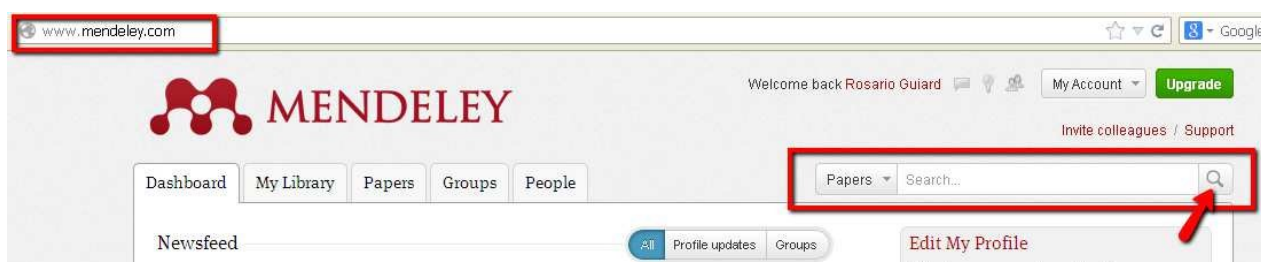 www.mendeley.com
8 Google
MENDELEY
Welcome back Rosario Guiard
My Account
Upgrade
Invite colleagues / Support
Dashboard My Library Papers Groups People
Papers Search...
Newsfeed
All Profile updates Groups
Edit My Profile